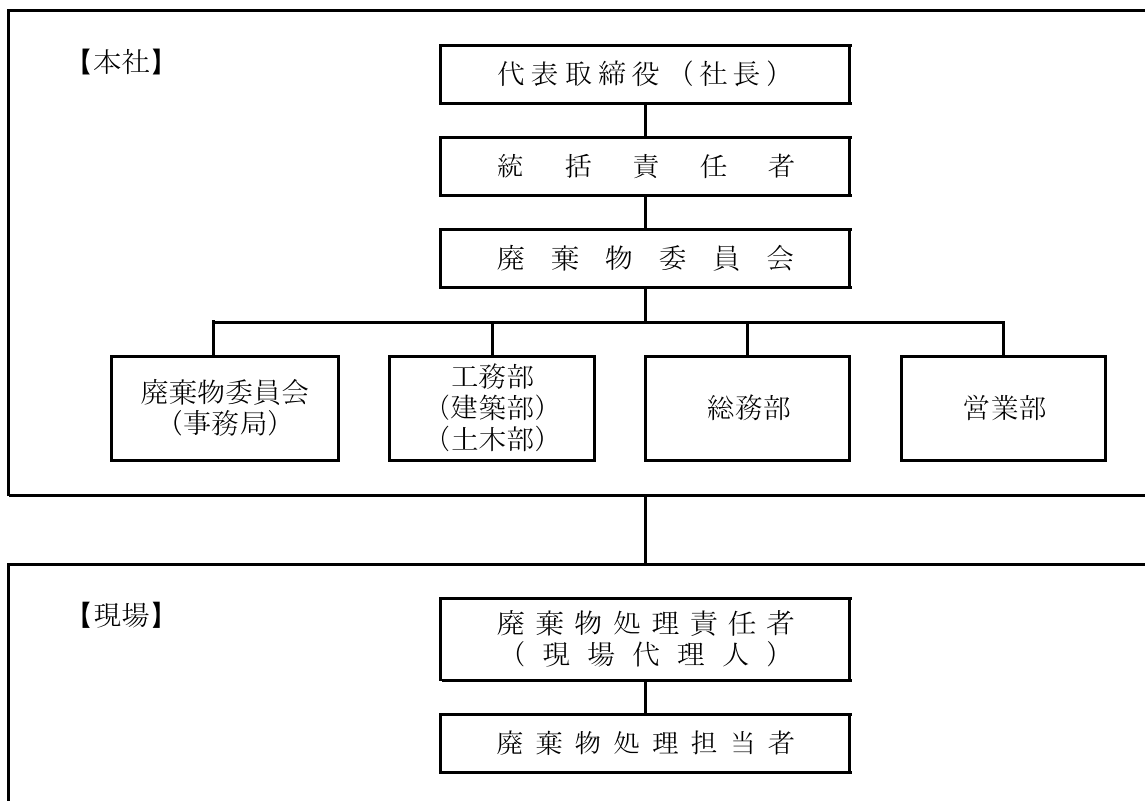 【本社】
代表取締役（社長）
統括責任者
廃棄物委員会
廃棄物委員会
（事務局）
工務部
（建築部）
（土木部）
総務部
営業部
【現場】
廃棄物処理責任者
（現場代理人）
廃棄物処理担当者